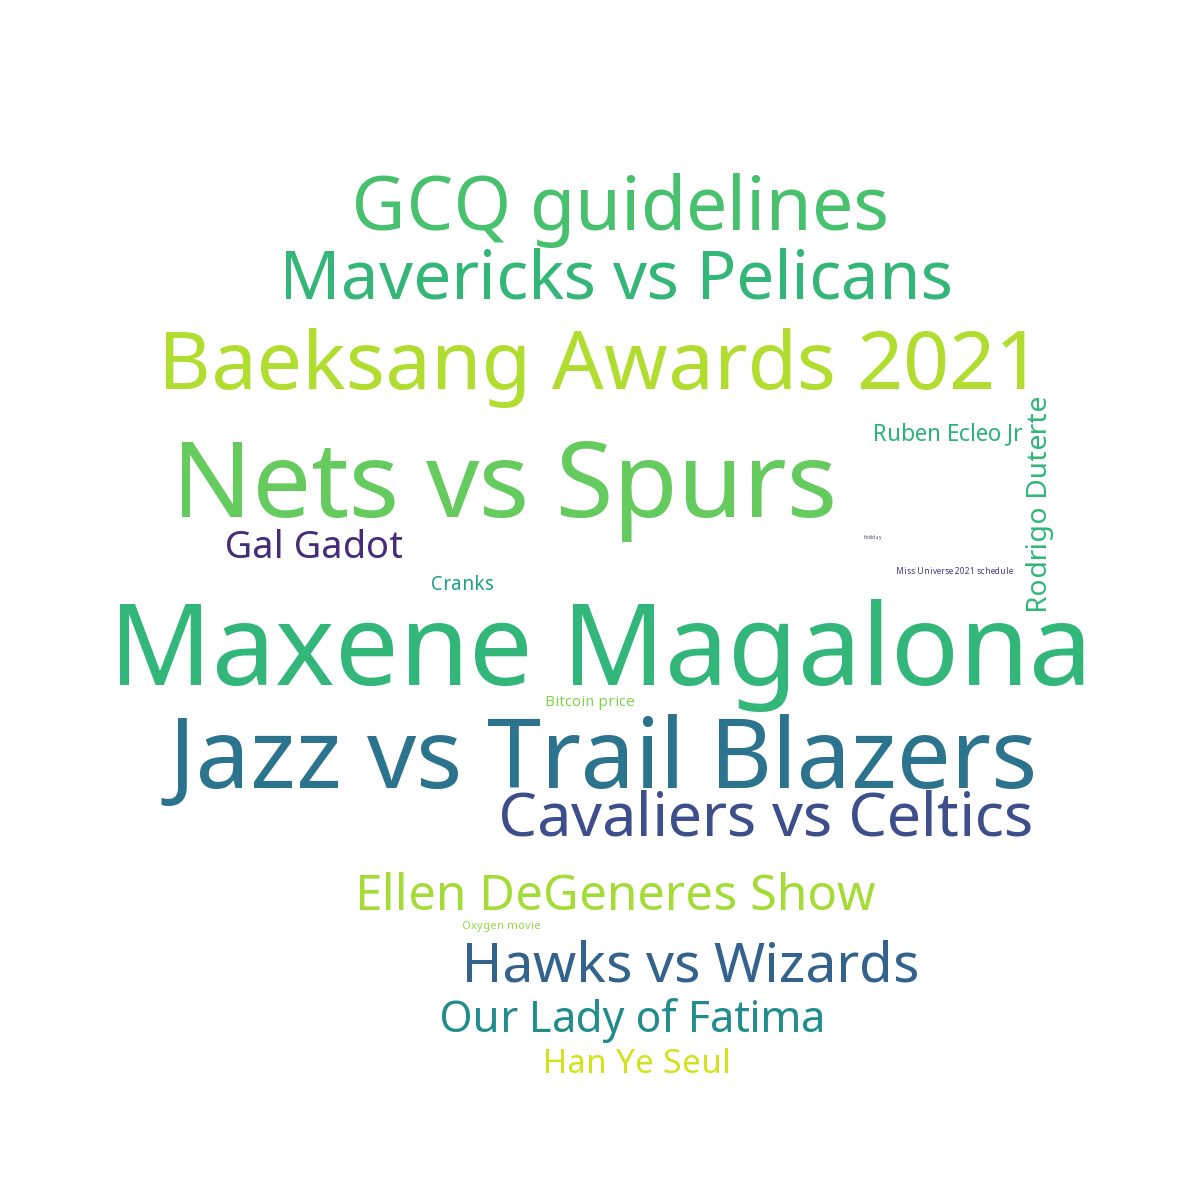 GCQ guidelines
Mavericks vs Pelicans
Baeksang Awards 2021
Ruben Ecleo Jr
Rodrigo Duterte
Nets vs Spurs
Gal Gadot
Holiday
Miss Universe 2021 schedule
Cranks
Maxene Magalona
Bitcoin price
Jazz vs Trail Blazers
Cavaliers vs Celtics
Ellen DeGeneres Show
Oxygen movie
Hawks vs Wizards
Our Lady of Fatima
Han Ye Seul